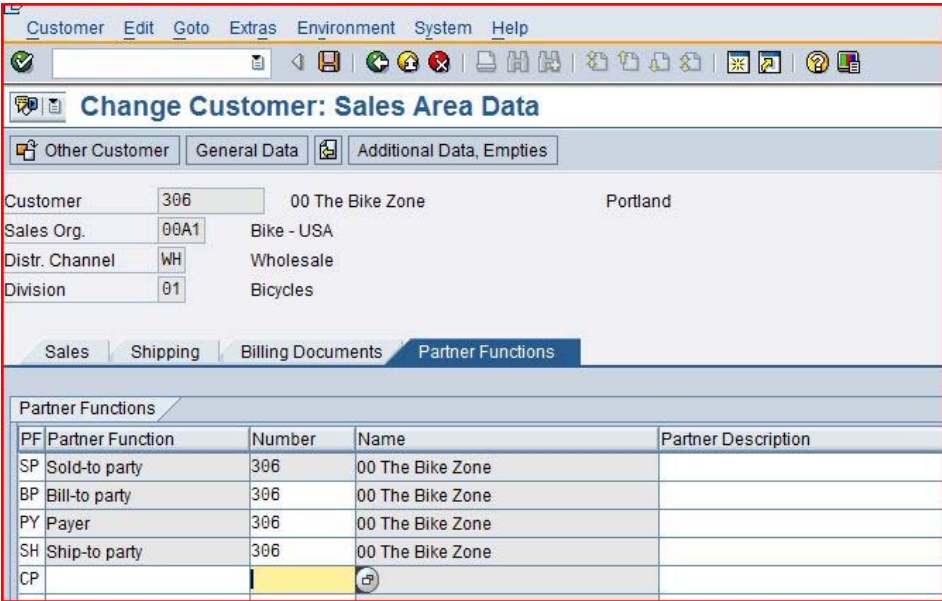 Customer Edit Goto Extras Environment System Help
Change Customer: Sales Area Data
Other Customer General Data Additional Data, Empties
Customer 306 00 The Bike Zone Portland
Sales Org. 00A1 Bike - USA
Distr. Channel WH Wholesale
Division 01 Bicycles
Sales Shipping Billing Documents Partner Functions
Partner Functions
PF Partner Function Number Name Partner Description
SP Sold-to party 306 00 The Bike Zone
BP Bill-to party 306 00 The Bike Zone
PY Payer 306 00 The Bike Zone
SH Ship-to party 306 00 The Bike Zone
CP